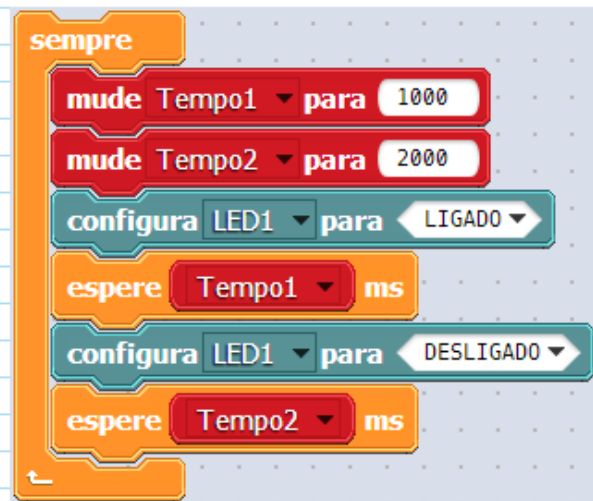 sempre
mude Tempo1 para 1000
mude Tempo2 para 2000
configura LED1 para LIGADO
espere Tempo1 ms
configura LED1 para DESLIGADO
espere Tempo2 ms